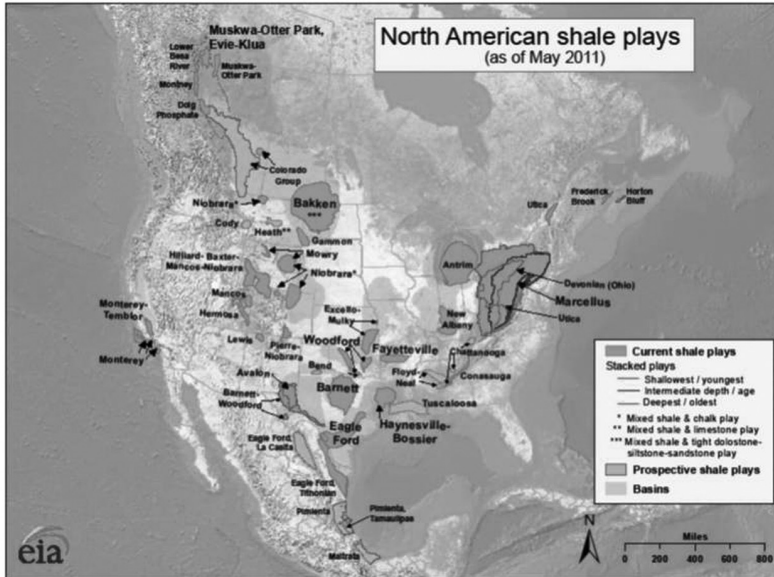 North American shale plays
(as of May 2011)
Muskwa-Otter Park,
Evie-Klua
Lower
Besa
River
Muskwa-
Otter Park
Montney
Doig
Phosphate
Colorado
Group
Niobrara*
Bakken
***
Cody
Heath**
Gammon
Mowry
Hilliard-Baxter-
Mancos-Niobrara
Niobrara*
Mancos
Hermosa
Monterey-
Temblor
Monterey
Lewis
Pierre-
Niobrara
Excello-
Mulky
Woodford
Fayetteville
Bend
Avalon
Barnett
Barnett-
Woodford
Antrim
New
Albany
Utica
Frederick
Brook
Horton
Bluff
Devonian (Ohio)
Marcellus
Utica
Chattanooga
Conasauga
Floyd-
Neal
Tuscaloosa
Haynesville-
Bossier
Eagle
Ford
Eagle Ford,
La Casita
Eagle Ford,
Tithonian
Pimienta
Pimienta,
Tamaulipas
Maltrata
Current shale plays
Stacked plays
Shallowest / youngest
Intermediate depth / age
Deepest / oldest
* Mixed shale & chalk play
** Mixed shale & limestone play
*** Mixed shale & tight dolostone-
siltstone-sandstone play
Prospective shale plays
Basins
N
Miles
0 200 400 600 800
eia